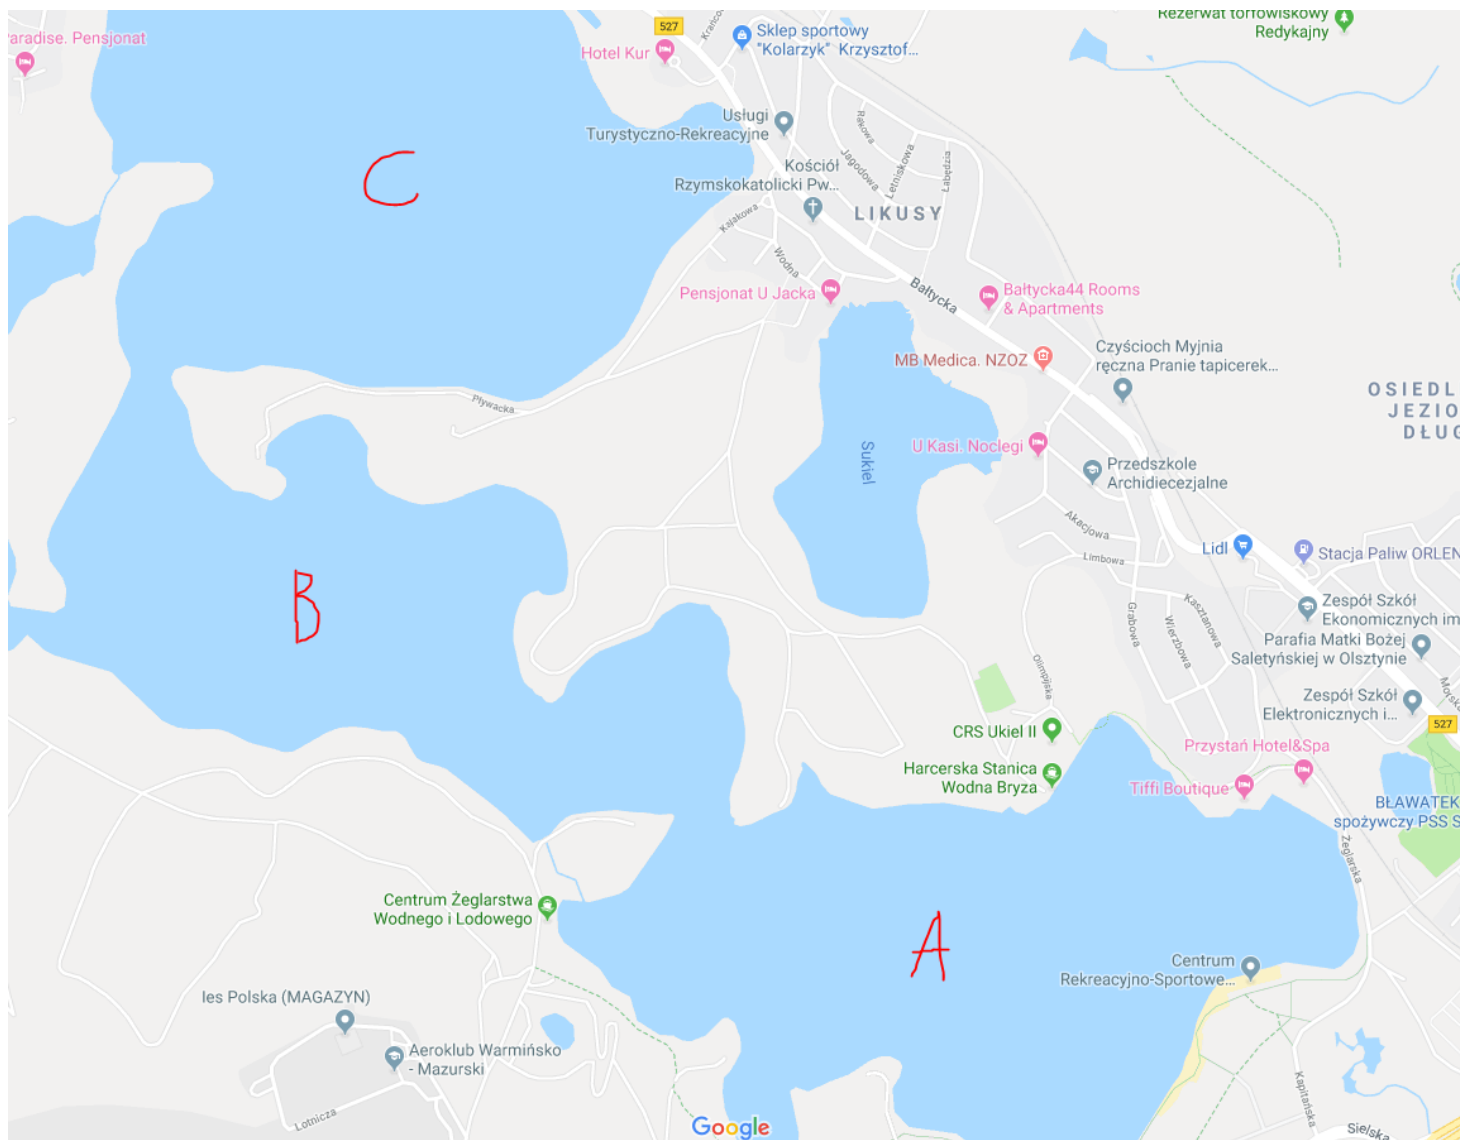 Paradise. Pensjonat
527
Krańcowa
Hotel Kur
Sklep sportowy
"Kolarzyk" Krzysztof...
Rezerwat torfowiskowy
Redykajny
Usługi
Turystyczno-Rekreacyjne
Rakowa
Jagodowa
Letniskowa
Łabędzia
C
Kościół
Rzymskokatolicki Pw...
LIKUSY
Kajakowa
Wodna
Pensjonat U Jacka
Bałtycka
Bałtycka44 Rooms
& Apartments
MB Medica. NZOZ
Czyścioch Myjnia
ręczna Pranie tapicerek...
OSIEDL
JEZIO
DŁUG
Pływacka
Sukiel
U Kasi. Noclegi
Przedszkole
Archidiecezjalne
Akacjowa
Limbowa
Lidl
Stacja Paliw ORLEN
B
Grabowa
Wierzbowa
Kasztanowa
Zespół Szkół
Ekonomicznych im
Parafia Matki Bożej
Saletyńskiej w Olsztynie
Olimpijska
Zespół Szkół
Elektronicznych i...
Morska
527
CRS Ukiel II
Harcerska Stanica
Wodna Bryza
Przystań Hotel&Spa
Tiffi Boutique
BŁAWATEK
spożywczy PSS S
Żeglarska
Centrum Żeglarstwa
Wodnego i Lodowego
A
Centrum
Rekreacyjno-Sportowe...
Ies Polska (MAGAZYN)
Aeroklub Warmińsko
- Mazurski
Lotnicza
Kapitańska
Sielska
Google